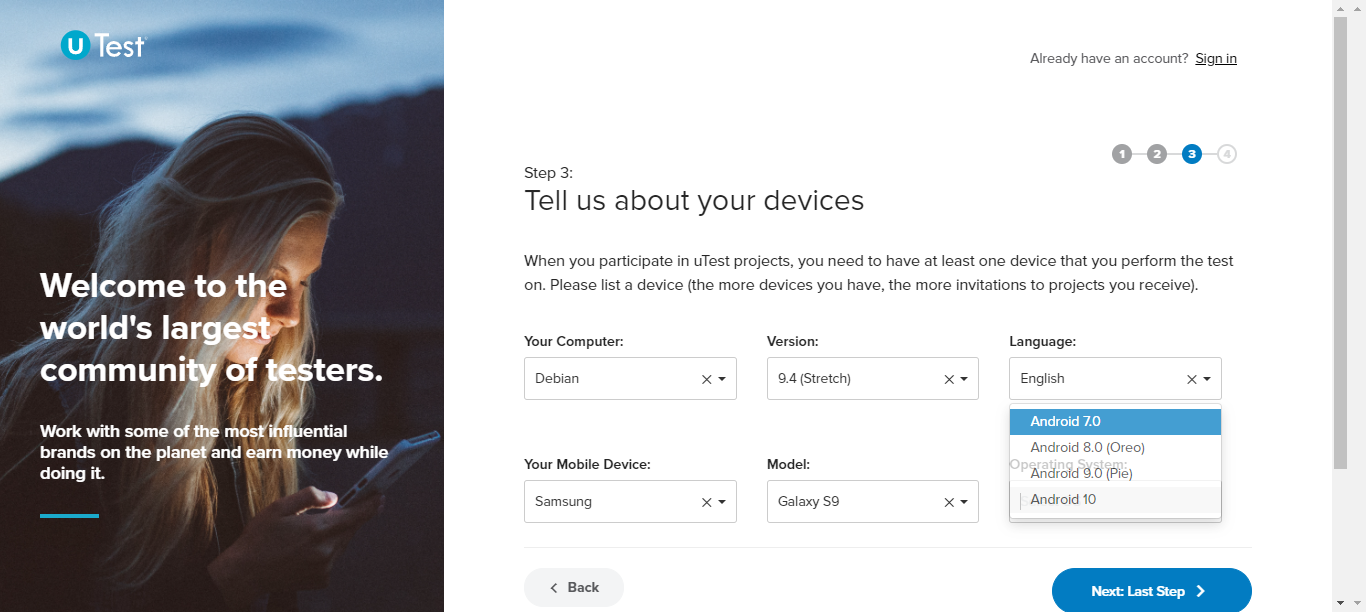 U Test
Already have an account? Sign in
1 2 3 4
Step 3:
Tell us about your devices
When you participate in uTest projects, you need to have at least one device that you perform the test
on. Please list a device (the more devices you have, the more invitations to projects you receive).
Welcome to the
world's largest
community of testers.
Work with some of the most influential
brands on the planet and earn money while
doing it.
Your Computer: Version: Language:
Debian 9.4 (Stretch) English
Android 7.0
Android 8.0 (Oreo)
Your Mobile Device: Model: Operating System:
Android 9.0 (Pie)
Samsung Galaxy S9 Android 10
Back Next: Last Step